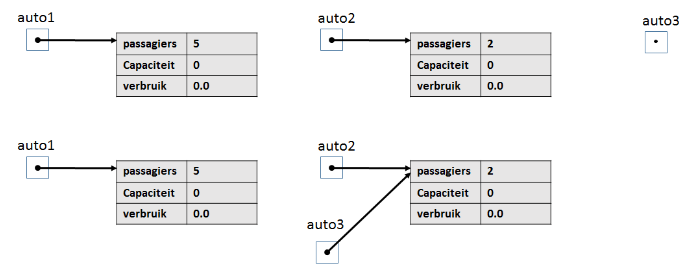 auto1
auto2
auto3
passagiers 5
passagiers 2
Capaciteit 0
Capaciteit 0
verbruik 0.0
verbruik 0.0
auto1
auto2
passagiers 5
passagiers 2
Capaciteit 0
Capaciteit 0
verbruik 0.0
verbruik 0.0
auto3